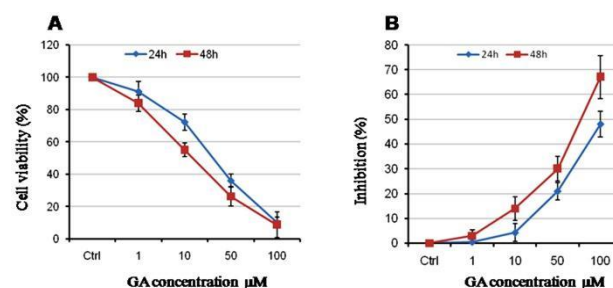 A
24h 48h
120
100
80
60
40
20
0
Cell viability (%)
Ctrl 1 10 50 100
GA concentration µM
B
24h 48h
80
70
60
50
40
30
20
10
0
Inhibition (%)
Ctrl 1 10 50 100
GA concentration µM